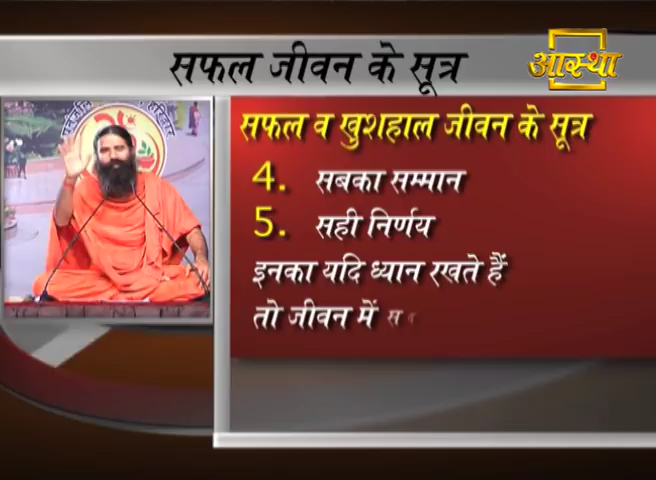 सफल जीवन के सूत्र
आस्था
सफल व खुशहाल जीवन के सूत्र
4. सबका सम्मान
5. सही निर्णय
इनका यदि ध्यान रखते हैं
तो जीवन में